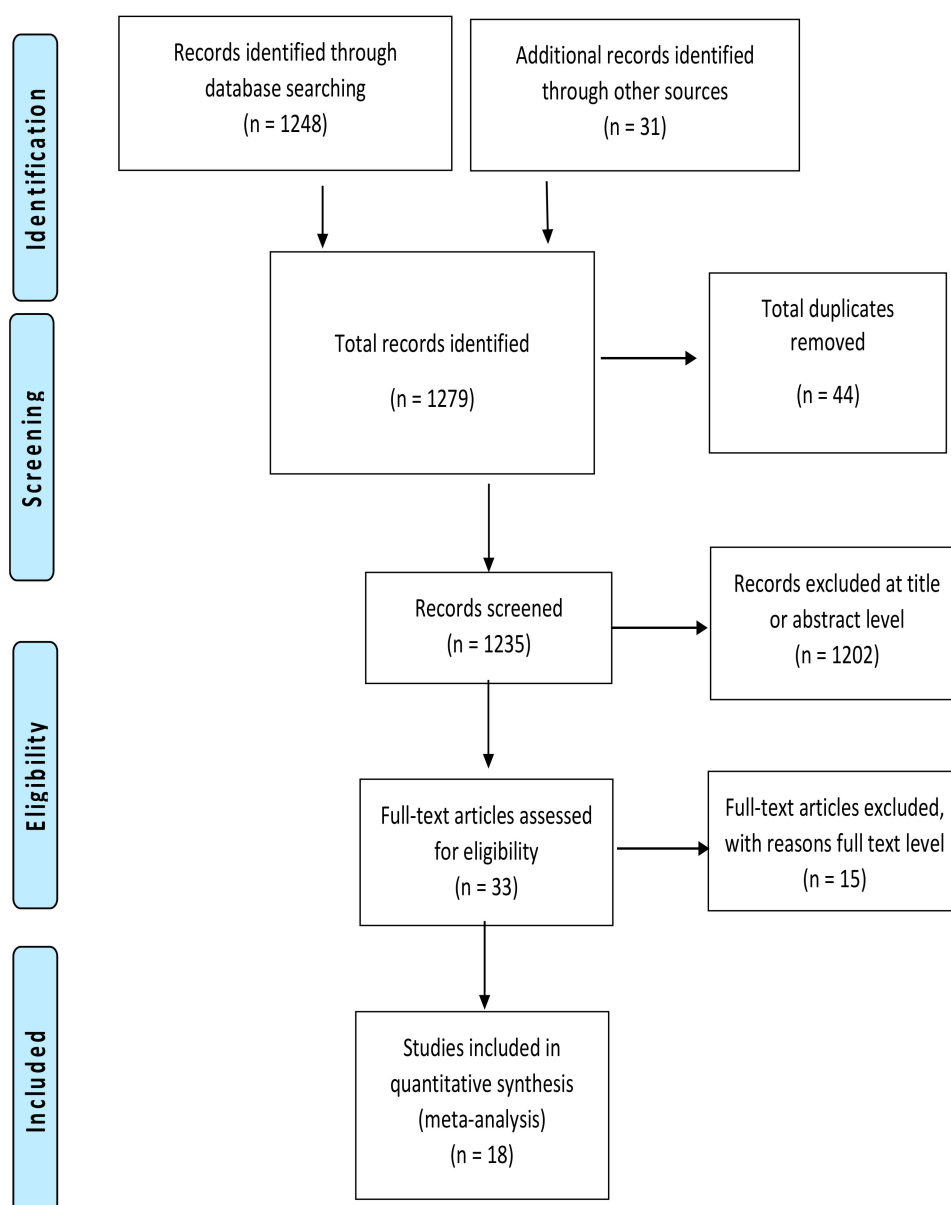 Identification
Records identified through
database searching
(n = 1248)
Additional records identified
through other sources
(n = 31)
Total records identified
(n = 1279)
Total duplicates
removed
(n = 44)
Screening
Records screened
(n = 1235)
Records excluded at title
or abstract level
(n = 1202)
Eligibility
Full-text articles assessed
for eligibility
(n = 33)
Full-text articles excluded,
with reasons full text level
(n = 15)
Included
Studies included in
quantitative synthesis
(meta-analysis)
(n = 18)